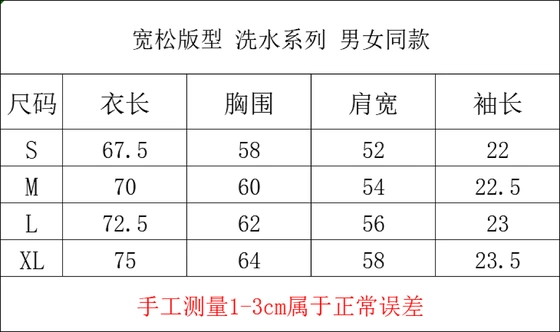 宽松版型 洗水系列 男女同款
尺码 衣长 胸围 肩宽 袖长
S 67.5 58 52 22
M 70 60 54 22.5
L 72.5 62 56 23
XL 75 64 58 23.5
手工测量1-3cm属于正常误差